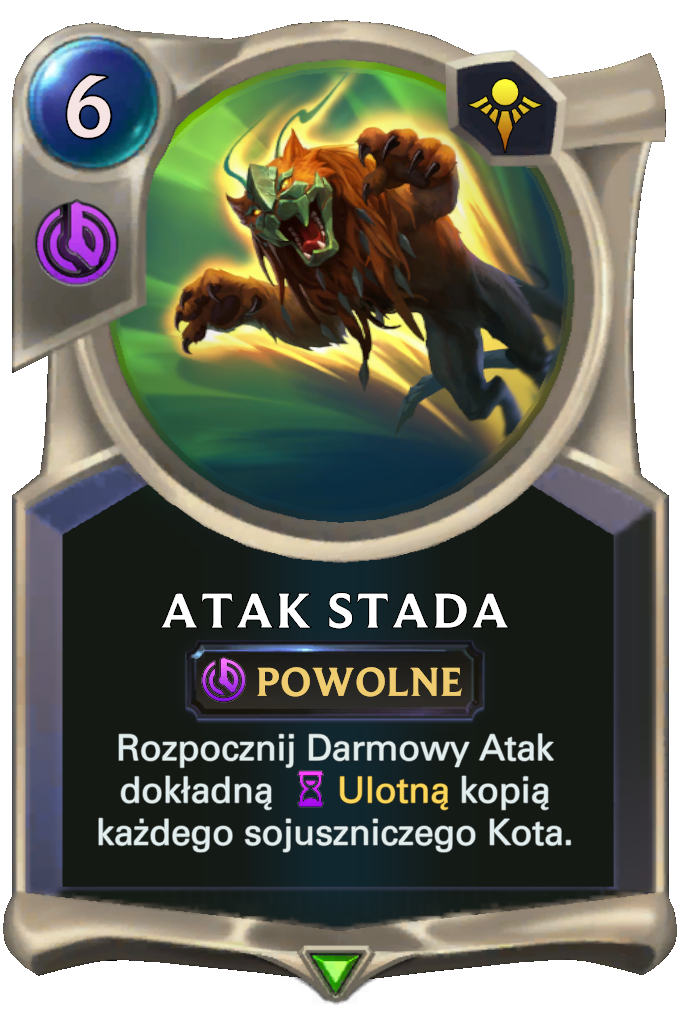 6
ATAK STADA
POWOLNE
Rozpocznij Darmowy Atak
dokładną Ulotną kopią
każdego sojuszniczego Kota.